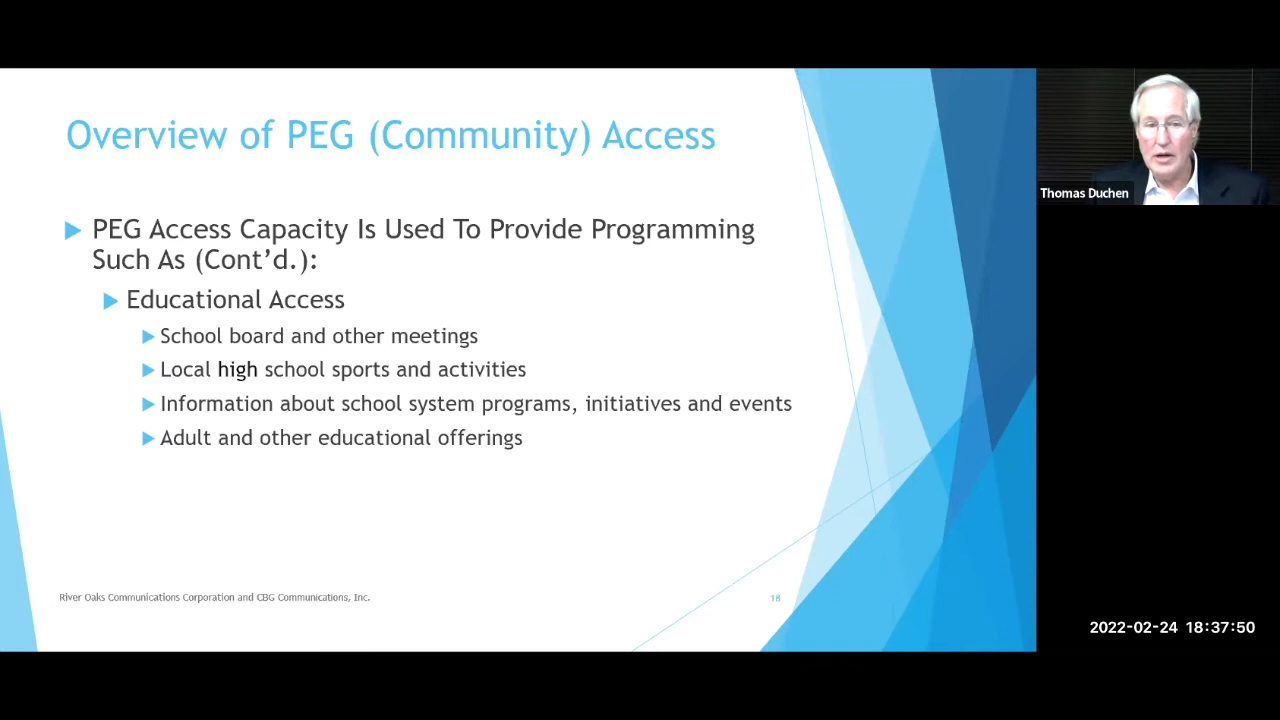 Overview of PEG (Community) Access
PEG Access Capacity Is Used To Provide Programming
Such As (Cont’d.):
Educational Access
School board and other meetings
Local high school sports and activities
Information about school system programs, initiatives and events
Adult and other educational offerings
River Oaks Communications Corporation and CBG Communications, Inc.
18
Thomas Duchen
2022-02-24 18:37:50